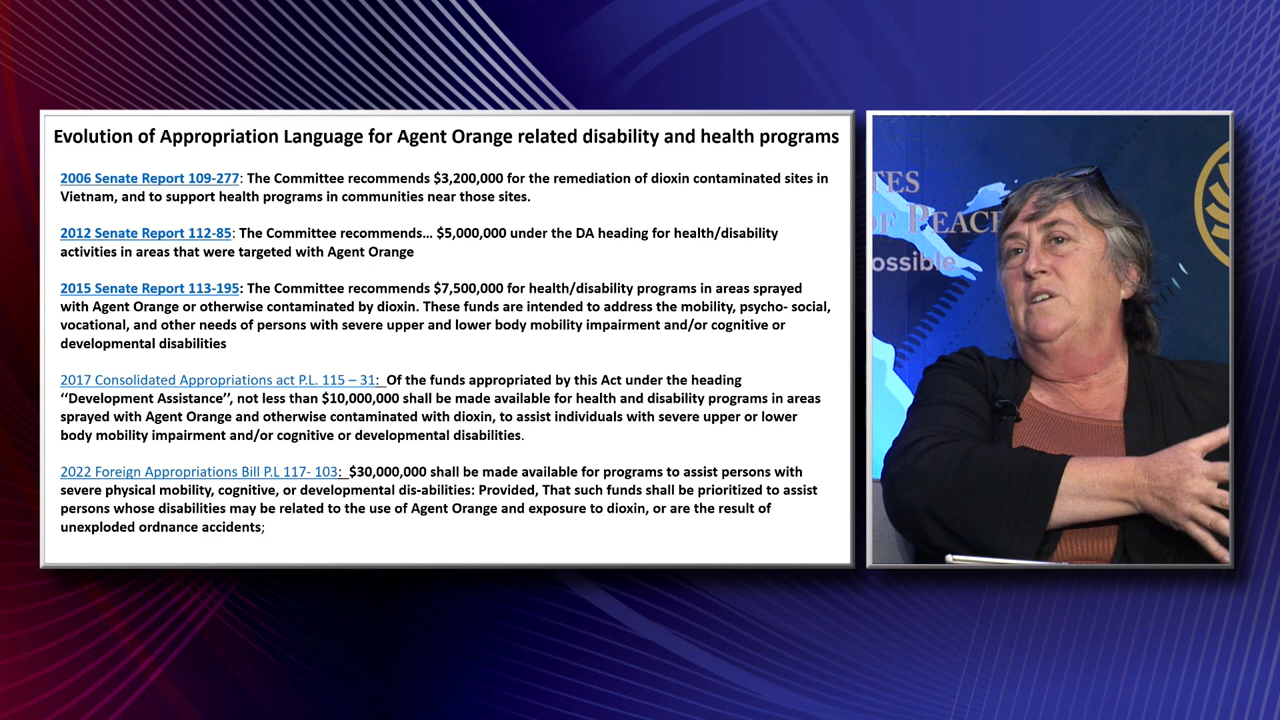 Evolution of Appropriation Language for Agent Orange related disability and health programs
2006 Senate Report 109-277: The Committee recommends $3,200,000 for the remediation of dioxin contaminated sites in
Vietnam, and to support health programs in communities near those sites.
2012 Senate Report 112-85: The Committee recommends... $5,000,000 under the DA heading for health/disability
activities in areas that were targeted with Agent Orange
2015 Senate Report 113-195: The Committee recommends $7,500,000 for health/disability programs in areas sprayed
with Agent Orange or otherwise contaminated by dioxin. These funds are intended to address the mobility, psycho- social,
vocational, and other needs of persons with severe upper and lower body mobility impairment and/or cognitive or
developmental disabilities
2017 Consolidated Appropriations act P.L. 115 – 31: Of the funds appropriated by this Act under the heading
‘‘Development Assistance’’, not less than $10,000,000 shall be made available for health and disability programs in areas
sprayed with Agent Orange and otherwise contaminated with dioxin, to assist individuals with severe upper or lower
body mobility impairment and/or cognitive or developmental disabilities.
2022 Foreign Appropriations Bill P.L 117- 103: $30,000,000 shall be made available for programs to assist persons with
severe physical mobility, cognitive, or developmental dis-abilities: Provided, That such funds shall be prioritized to assist
persons whose disabilities may be related to the use of Agent Orange and exposure to dioxin, or are the result of
unexploded ordnance accidents;
TES
OF PEACE
ossible